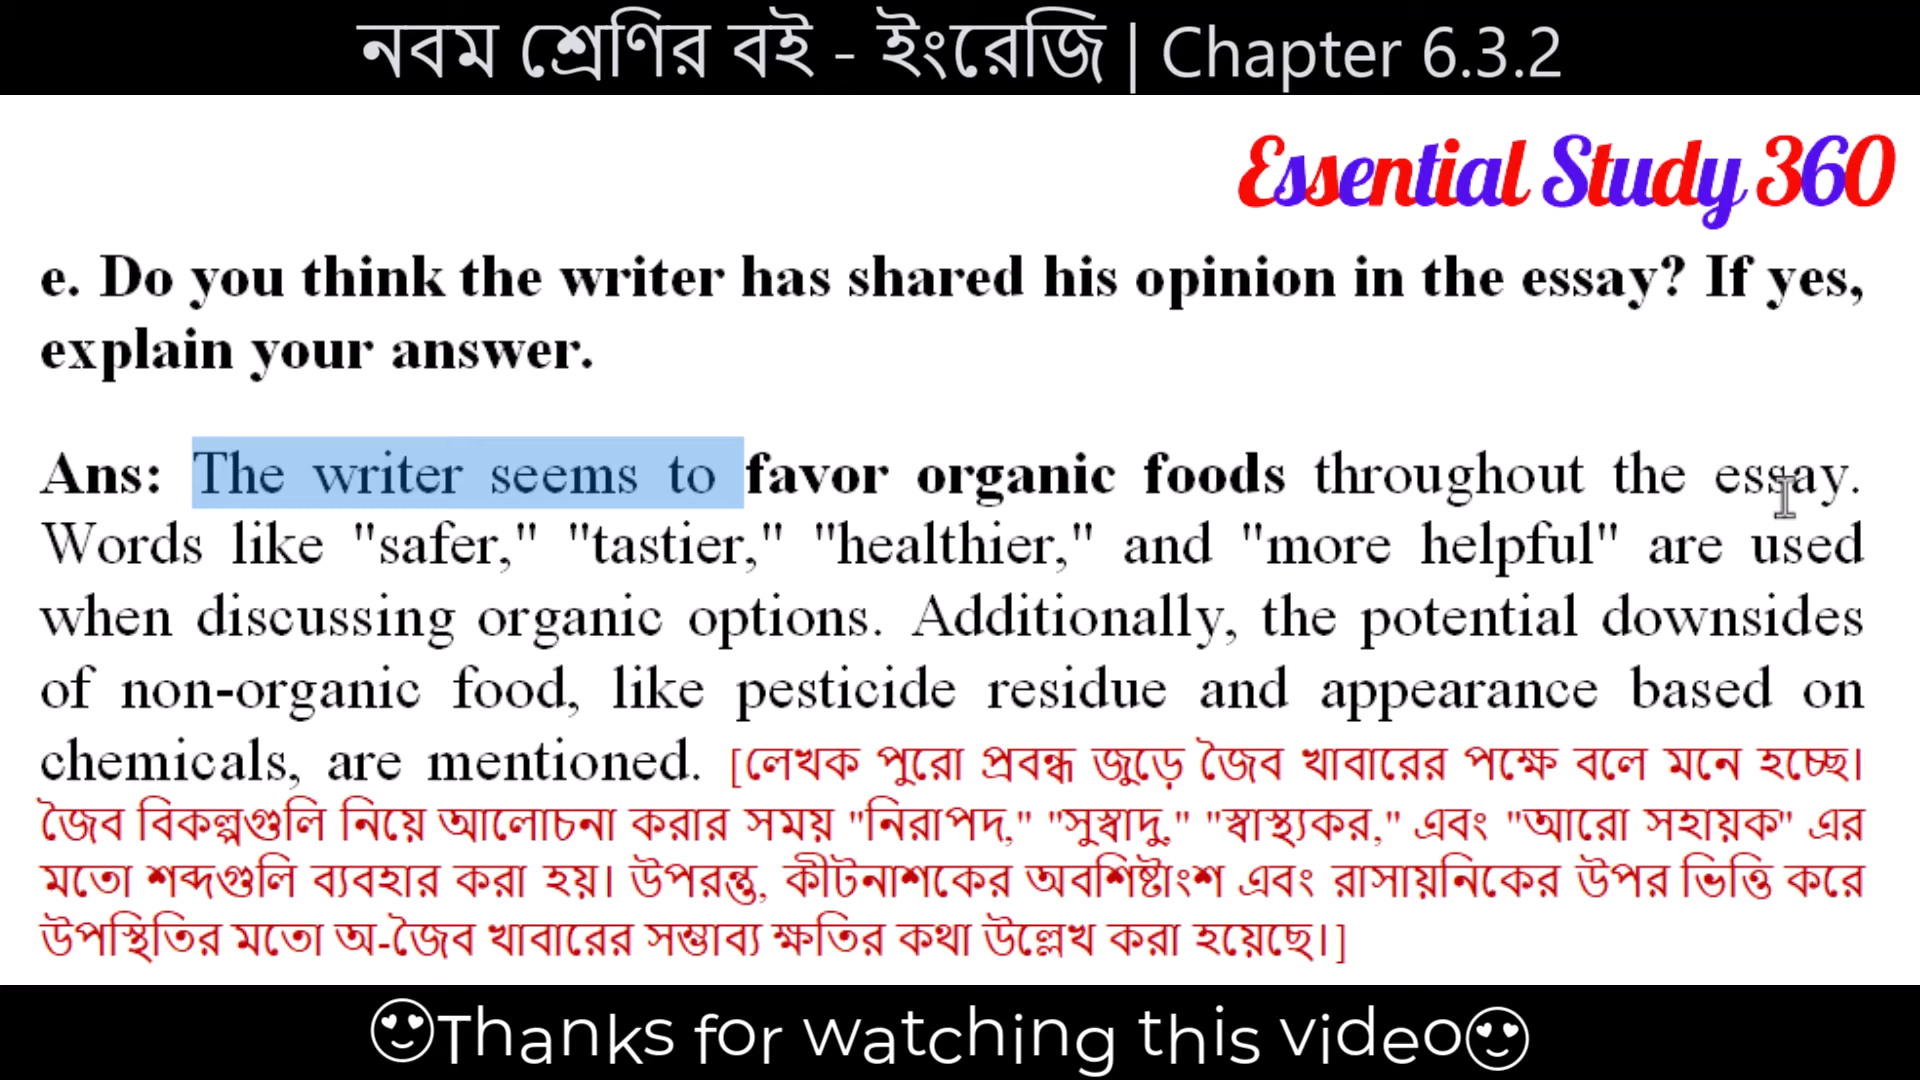 নবম শ্রেণির বই - ইংরেজি | Chapter 6.3.2
Essential Study 360
e. Do you think the writer has shared his opinion in the essay? If yes,
explain your answer.
Ans: The writer seems to favor organic foods throughout the essay.
Words like "safer," "tastier," "healthier," and "more helpful" are used
when discussing organic options. Additionally, the potential downsides
of non-organic food, like pesticide residue and appearance based on
chemicals, are mentioned. [লেখক পুরো প্রবন্ধ জুড়ে জৈব খাবারের পক্ষে বলে মনে হচ্ছে।
জৈব বিকল্পগুলি নিয়ে আলোচনা করার সময় "নিরাপদ," "সুস্বাদু," "স্বাস্থ্যকর," এবং "আরো সহায়ক" এর
মতো শব্দগুলি ব্যবহার করা হয়। উপরন্তু, কীটনাশকের অবশিষ্টাংশ এবং রাসায়নিকের উপর ভিত্তি করে
উপস্থিতির মতো অ-জৈব খাবারের সম্ভাব্য ক্ষতির কথা উল্লেখ করা হয়েছে।]
😍Thanks for watching this video😍